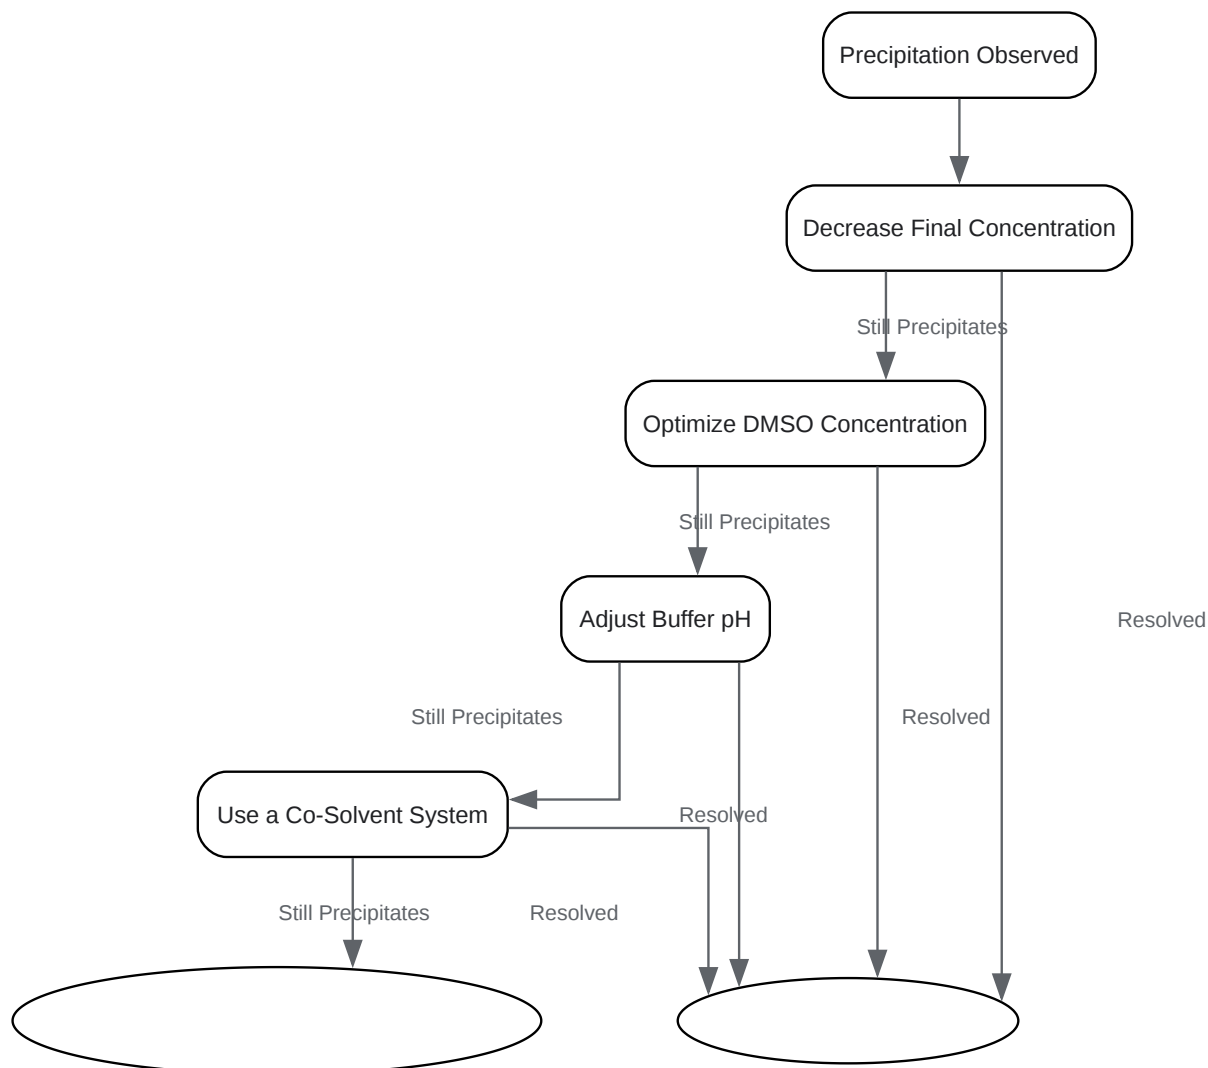 Precipitation Observed
Decrease Final Concentration
Still Precipitates
Optimize DMSO Concentration
Still Precipitates
Adjust Buffer pH
Resolved
Still Precipitates
Resolved
Use a Co-Solvent System
Resolved
Still Precipitates
Resolved